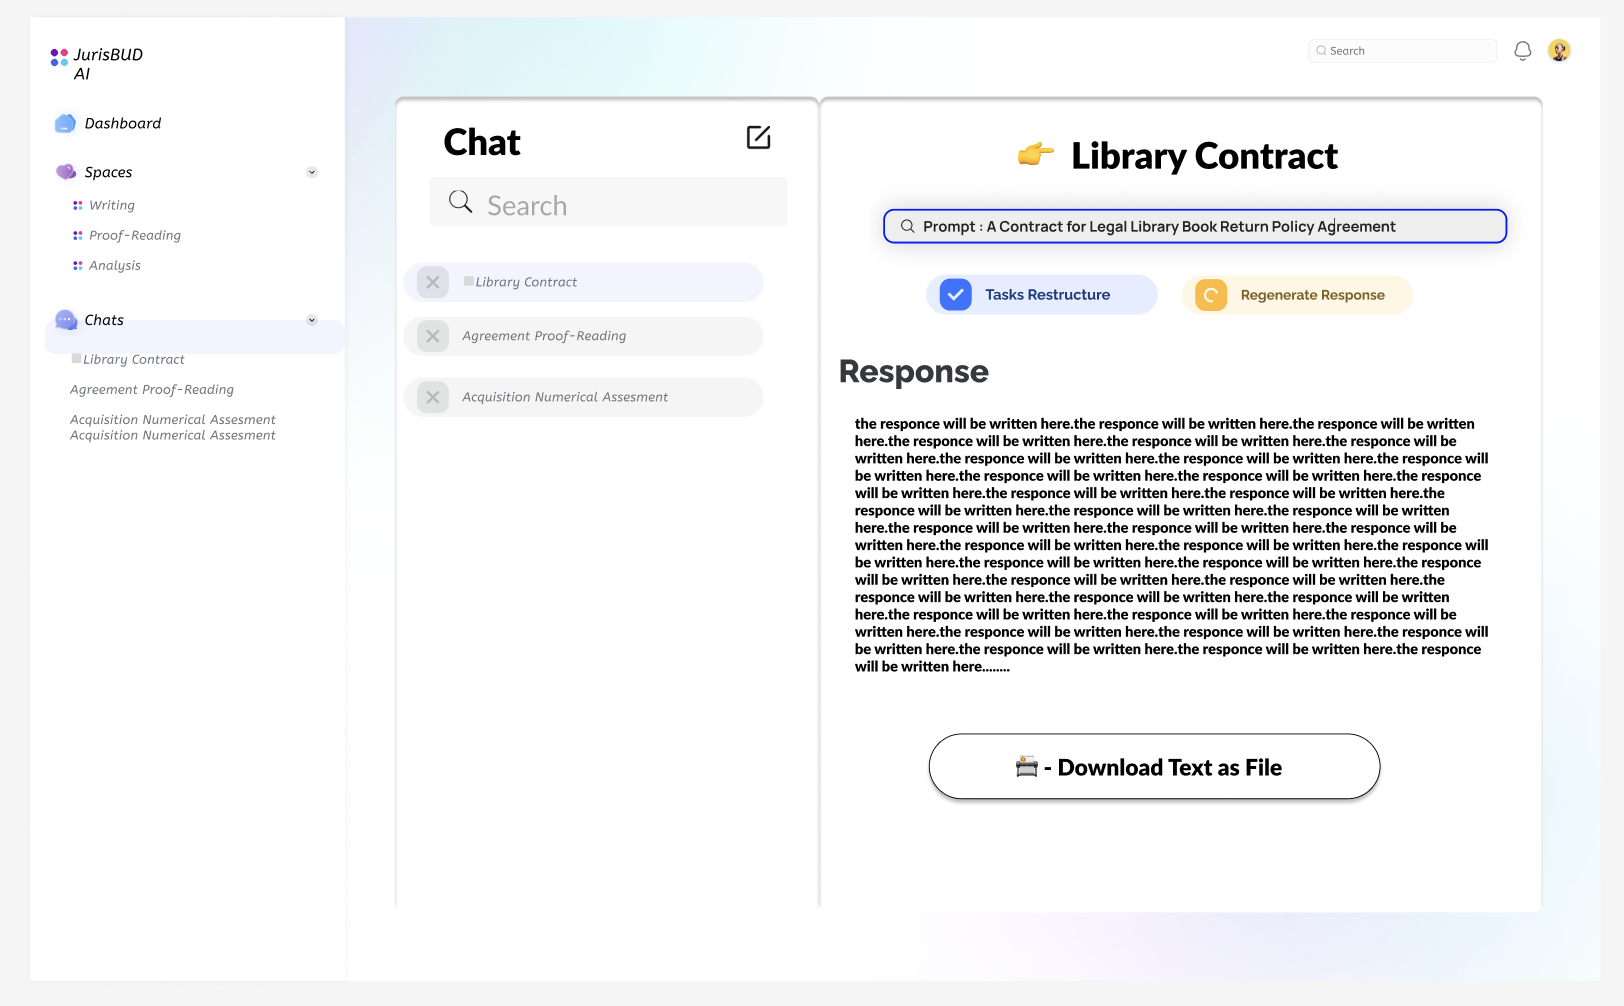 JurisBUD
AI
Dashboard
Spaces
Writing
Proof-Reading
Analysis
Chats
Library Contract
Agreement Proof-Reading
Acquisition Numerical Assesment
Acquisition Numerical Assesment
Search
Chat
Search
Library Contract
Agreement Proof-Reading
Acquisition Numerical Assesment
Library Contract
Prompt : A Contract for Legal Library Book Return Policy Agreement
Tasks Restructure
Regenerate Response
Response
the responce will be written here.the responce will be written here.the responce will be written
here.the responce will be written here.the responce will be written here.the responce will be
written here.the responce will be written here.the responce will be written here.the responce will
be written here.the responce will be written here.the responce will be written here.the responce
will be written here.the responce will be written here.the responce will be written here.the
responce will be written here.the responce will be written here.the responce will be written
here.the responce will be written here.the responce will be written here.the responce will be
written here.the responce will be written here.the responce will be written here.the responce will
be written here.the responce will be written here.the responce will be written here.the responce
will be written here.the responce will be written here.the responce will be written here.the
responce will be written here.the responce will be written here.the responce will be written
here.the responce will be written here.the responce will be written here.the responce will be
written here.the responce will be written here.the responce will be written here.the responce will
be written here.the responce will be written here.the responce will be written here.the responce
will be written here........
- Download Text as File